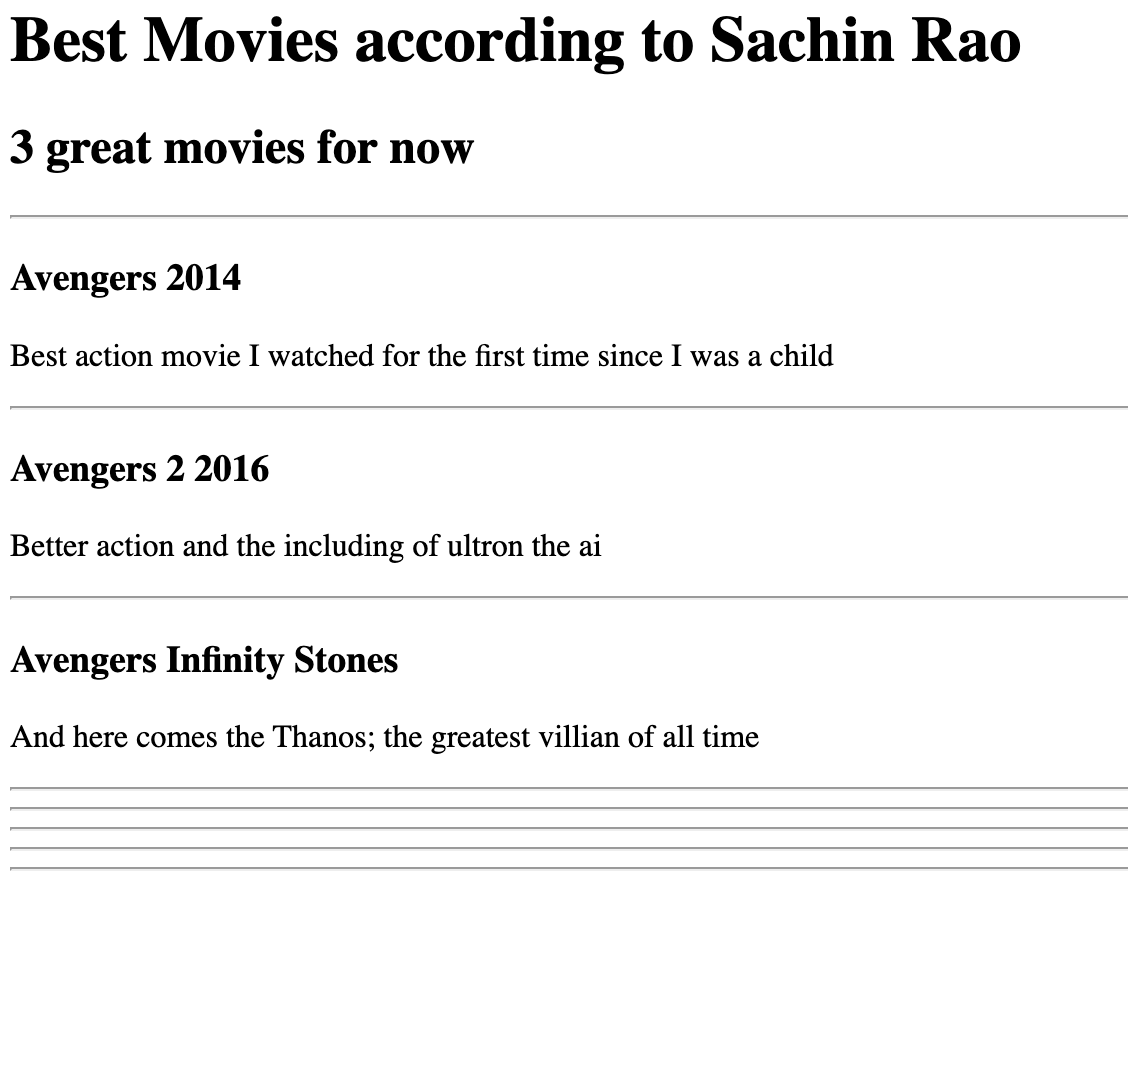 Best Movies according to Sachin Rao
3 great movies for now
Avengers 2014
Best action movie I watched for the first time since I was a child
Avengers 2 2016
Better action and the including of ultron the ai
Avengers Infinity Stones
And here comes the Thanos; the greatest villian of all time